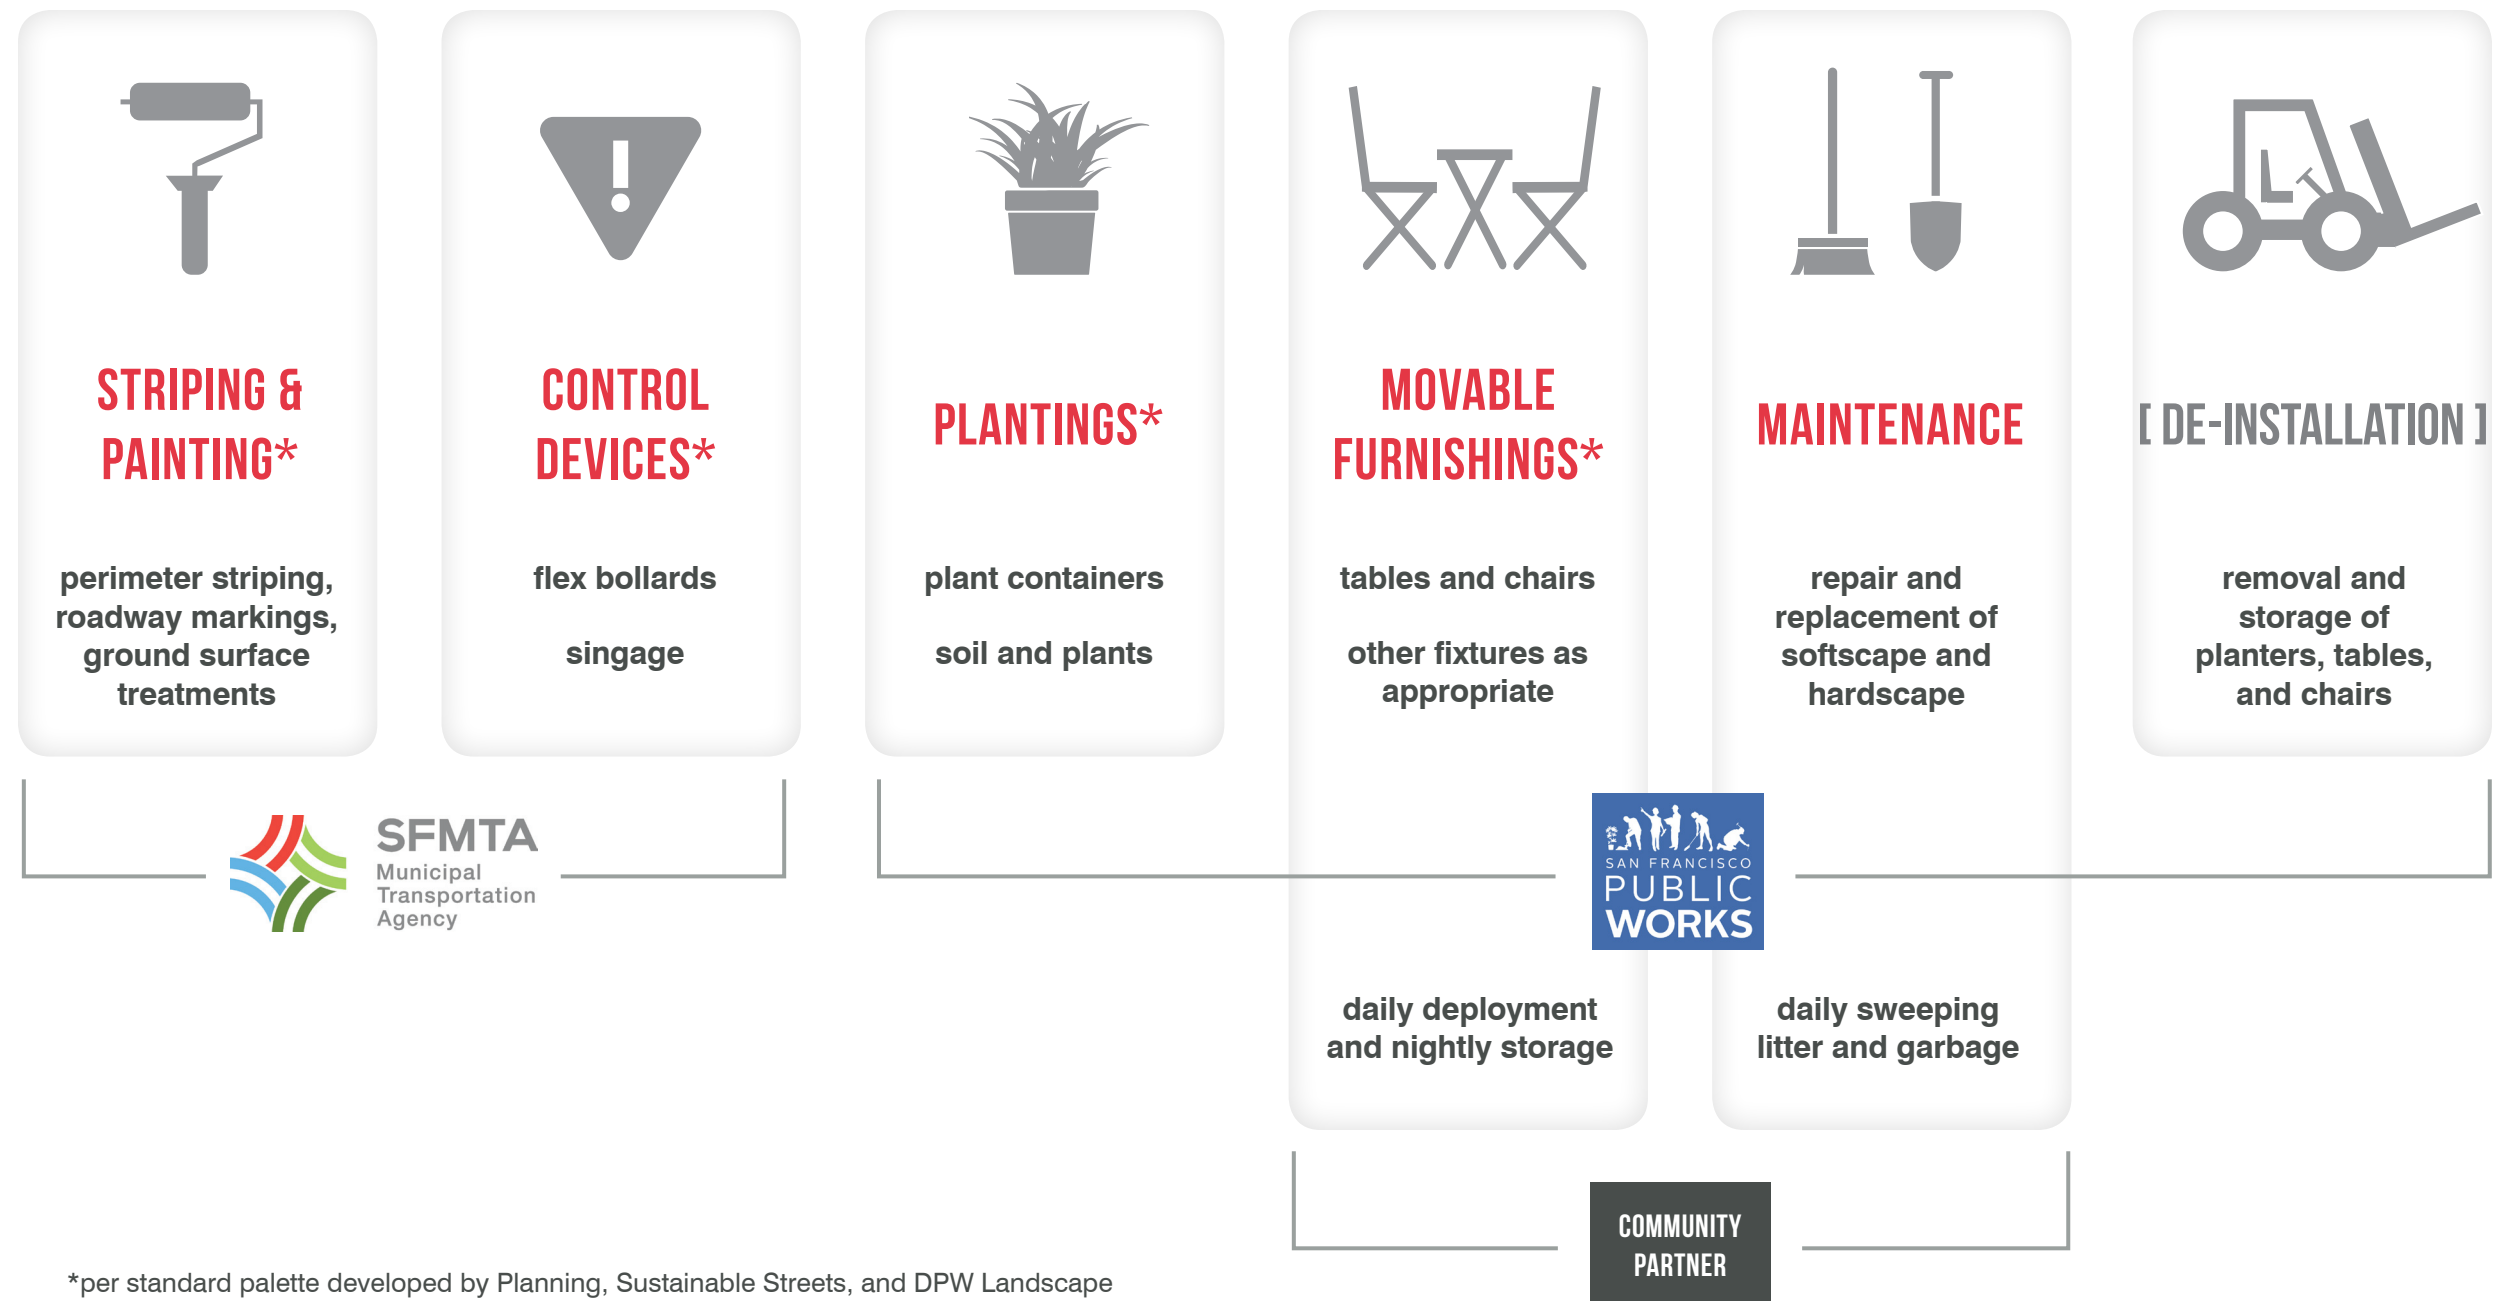 STRIPING &
PAINTING*
perimeter striping,
roadway markings,
ground surface
treatments
CONTROL
DEVICES*
flex bollards
singage
PLANTINGS*
plant containers
soil and plants
MOVABLE
FURNISHINGS*
tables and chairs
other fixtures as
appropriate
MAINTENANCE
repair and
replacement of
softscape and
hardscape
[ DE-INSTALLATION ]
removal and
storage of
planters, tables,
and chairs
SFMTA
Municipal
Transportation
Agency
SAN FRANCISCO
PUBLIC
WORKS
daily deployment
and nightly storage
daily sweeping
litter and garbage
COMMUNITY
PARTNER
*per standard palette developed by Planning, Sustainable Streets, and DPW Landscape